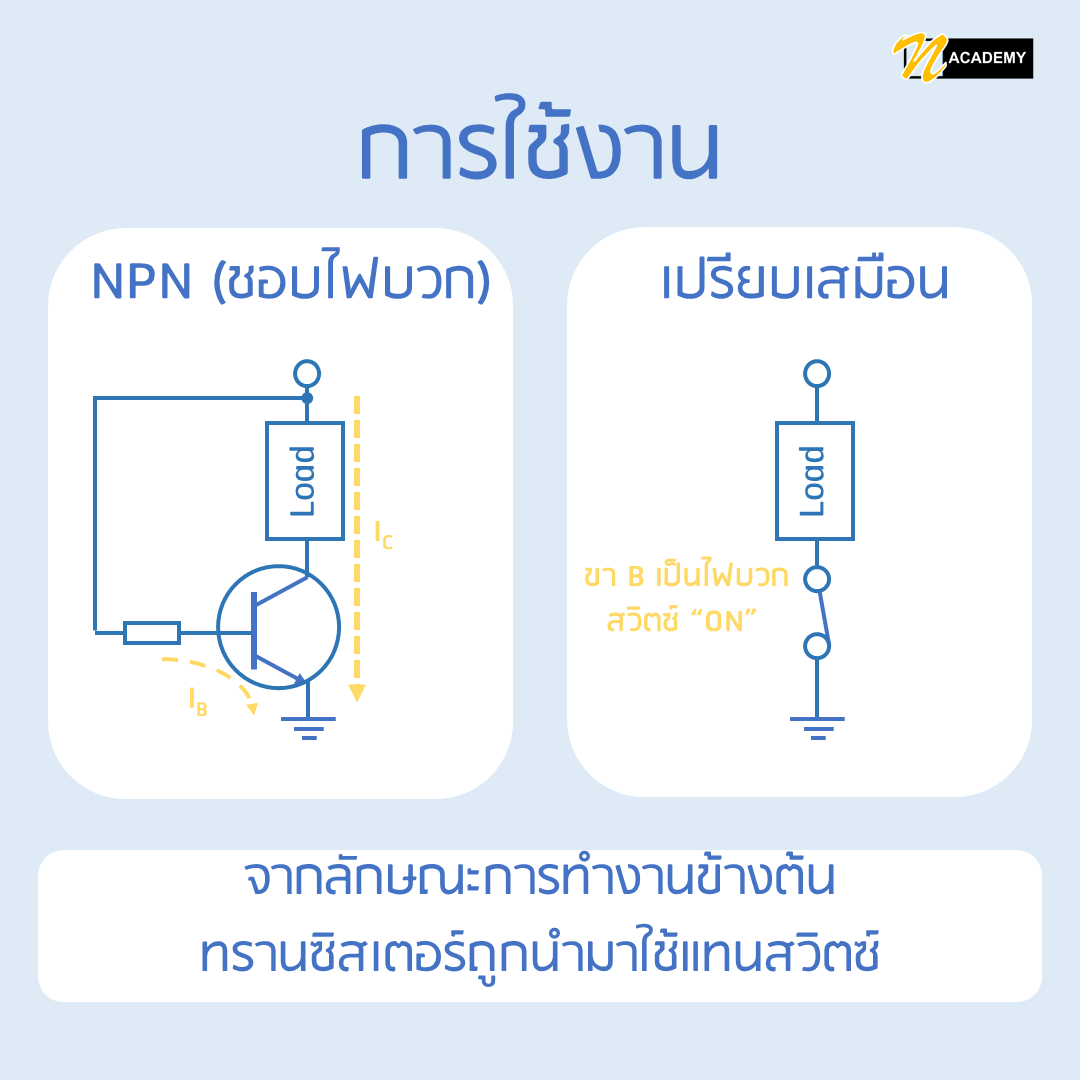 n ACADEMY
การใช้งาน
NPN (ชอบไฟบวก)
Load
I_C
I_B
เปรียบเสมือน
Load
ขา B เป็นไฟบวก
สวิตซ์ “ON”
จากลักษณะการทำงานข้างต้น
ทรานซิสเตอร์ถูกนำมาใช้แทนสวิตซ์